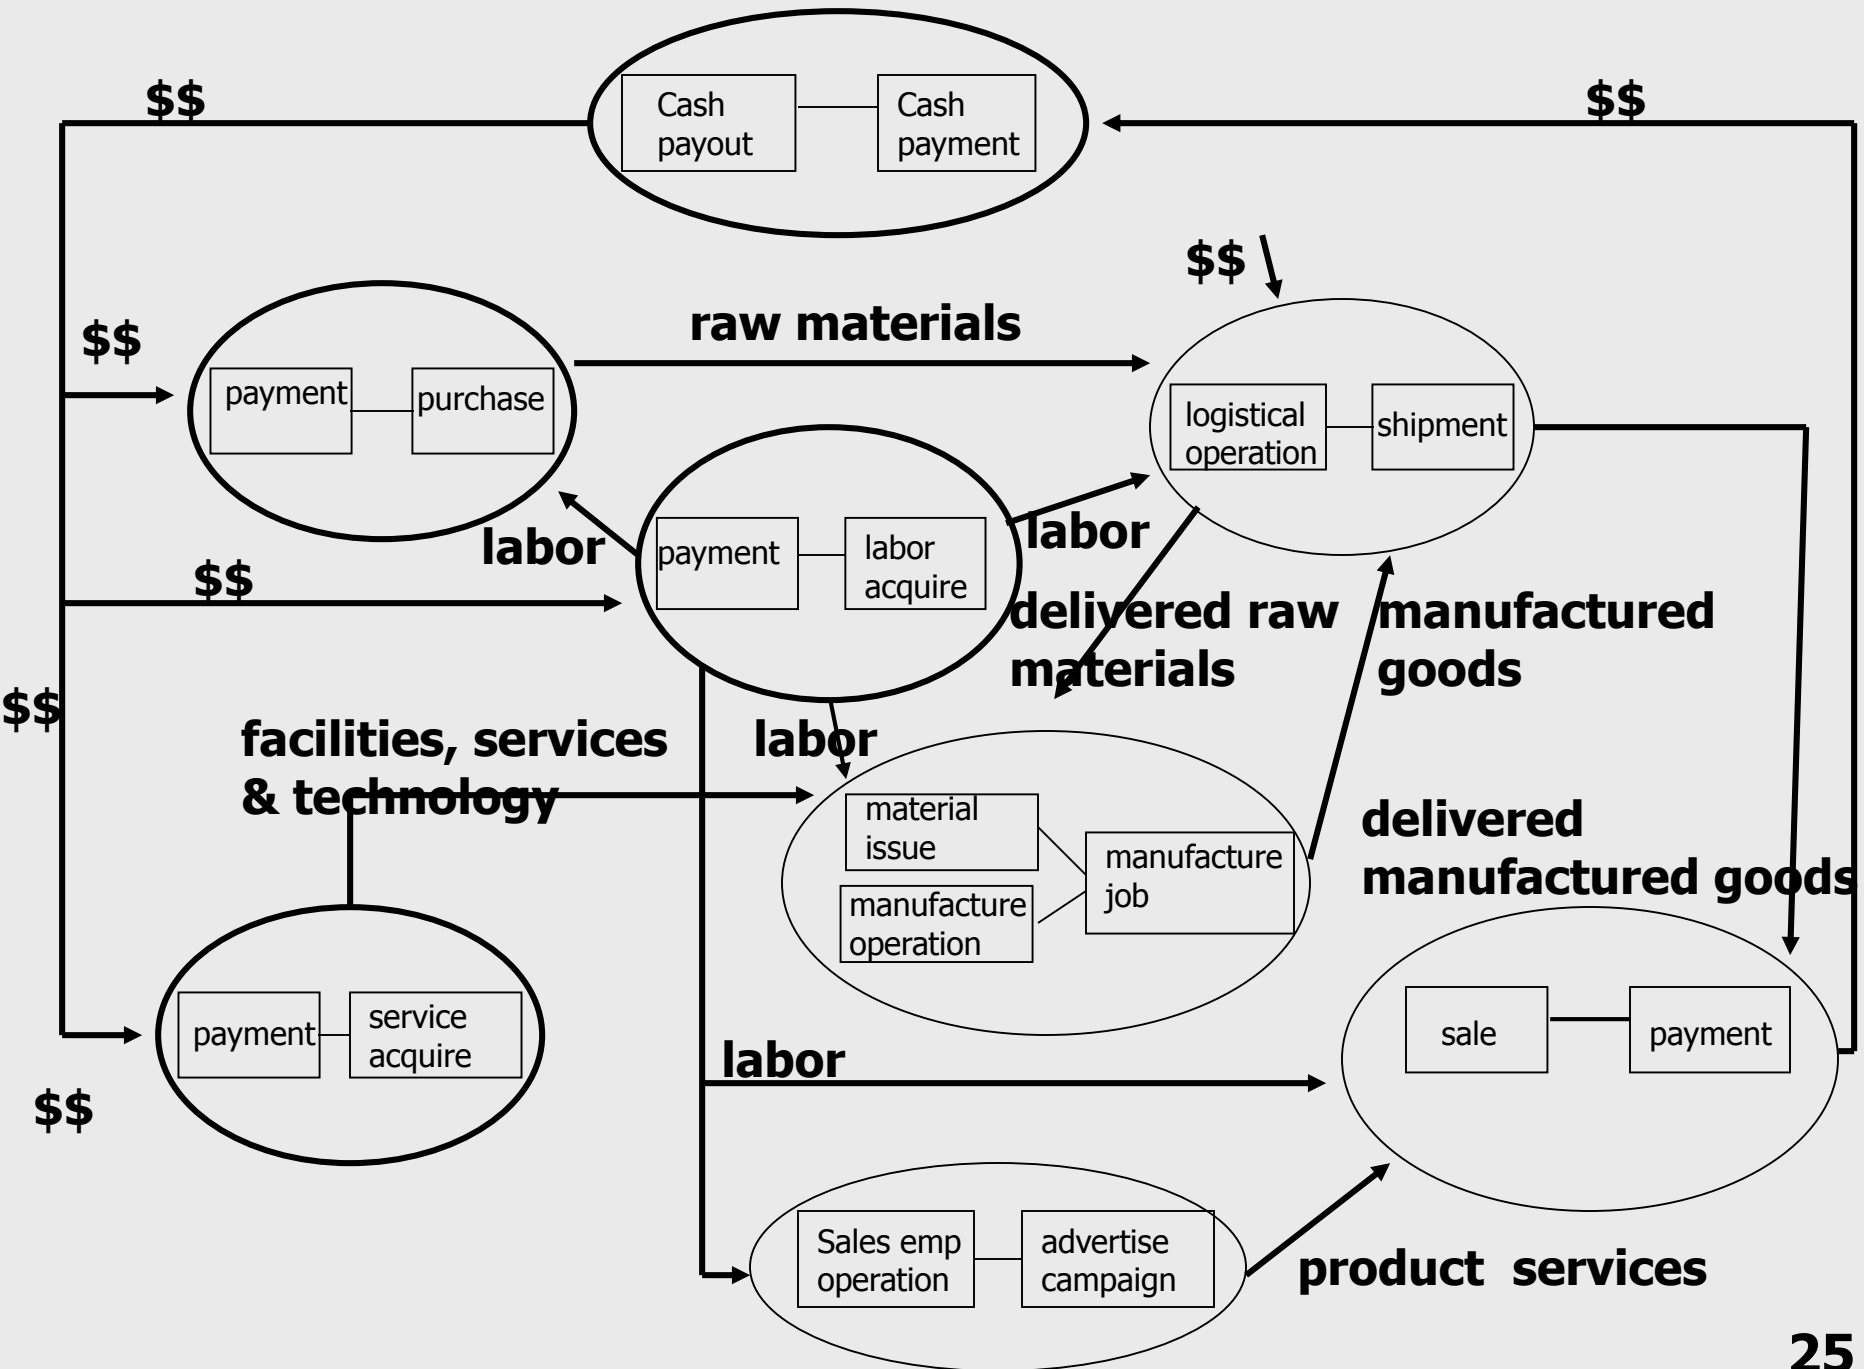 $$
Cash
payout
Cash
payment
$$
$$
$$
raw materials
payment
purchase
logistical
operation
shipment
labor
labor
payment
labor
acquire
$$
delivered raw
materials
manufactured
goods
$$
facilities, services
& technology
labor
material
issue
manufacture
operation
manufacture
job
delivered
manufactured goods
payment
service
acquire
sale
payment
labor
$$
Sales emp
operation
advertise
campaign
product  services
25